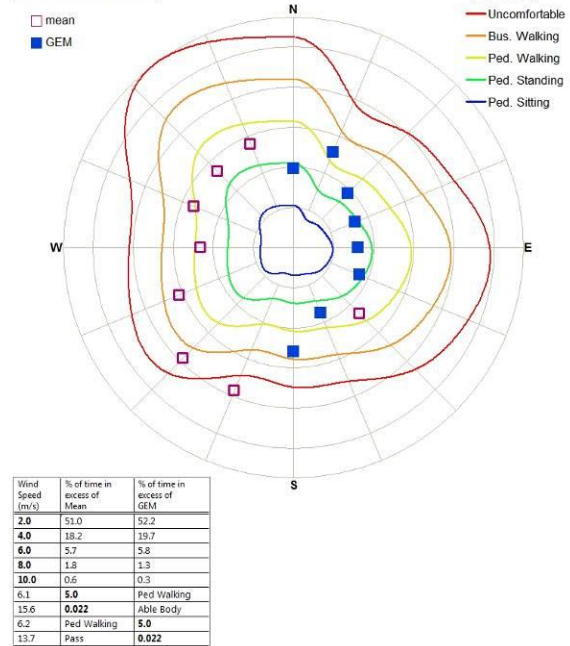 N
mean
GEM
Uncomfortable
Bus. Walking
Ped. Walking
Ped. Standing
Ped. Sitting
W
E
S
Wind Speed (m/s) % of time in excess of Mean % of time in excess of GEM
2.0 51.0 52.2
4.0 18.2 19.7
6.0 5.7 5.8
8.0 1.8 1.3
10.0 0.6 0.3
6.1 5.0 Ped Walking
15.6 0.022 Able Body
6.2 Ped Walking 5.0
13.7 Pass 0.022